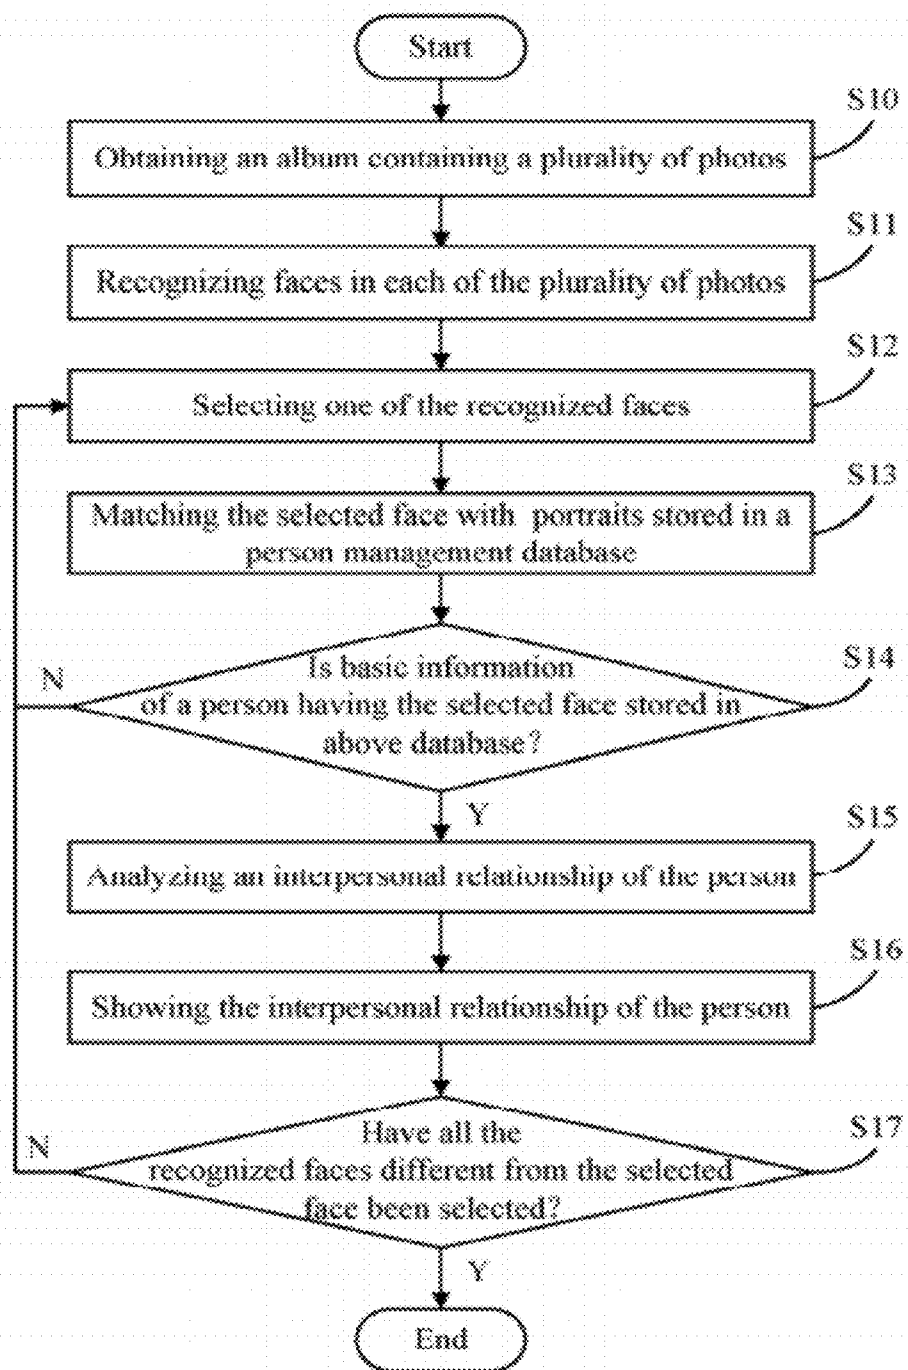 Start
S10
Obtaining an album containing a plurality of photos
S11
Recognizing faces in each of the plurality of photos
S12
Selecting one of the recognized faces
S13
Matching the selected face with portraits stored in a
person management database
S14
N
Is basic information
of a person having the selected face stored in
above database?
Y
S15
Analyzing an interpersonal relationship of the person
S16
Showing the interpersonal relationship of the person
S17
N
Have all the
recognized faces different from the selected
face been selected?
Y
End